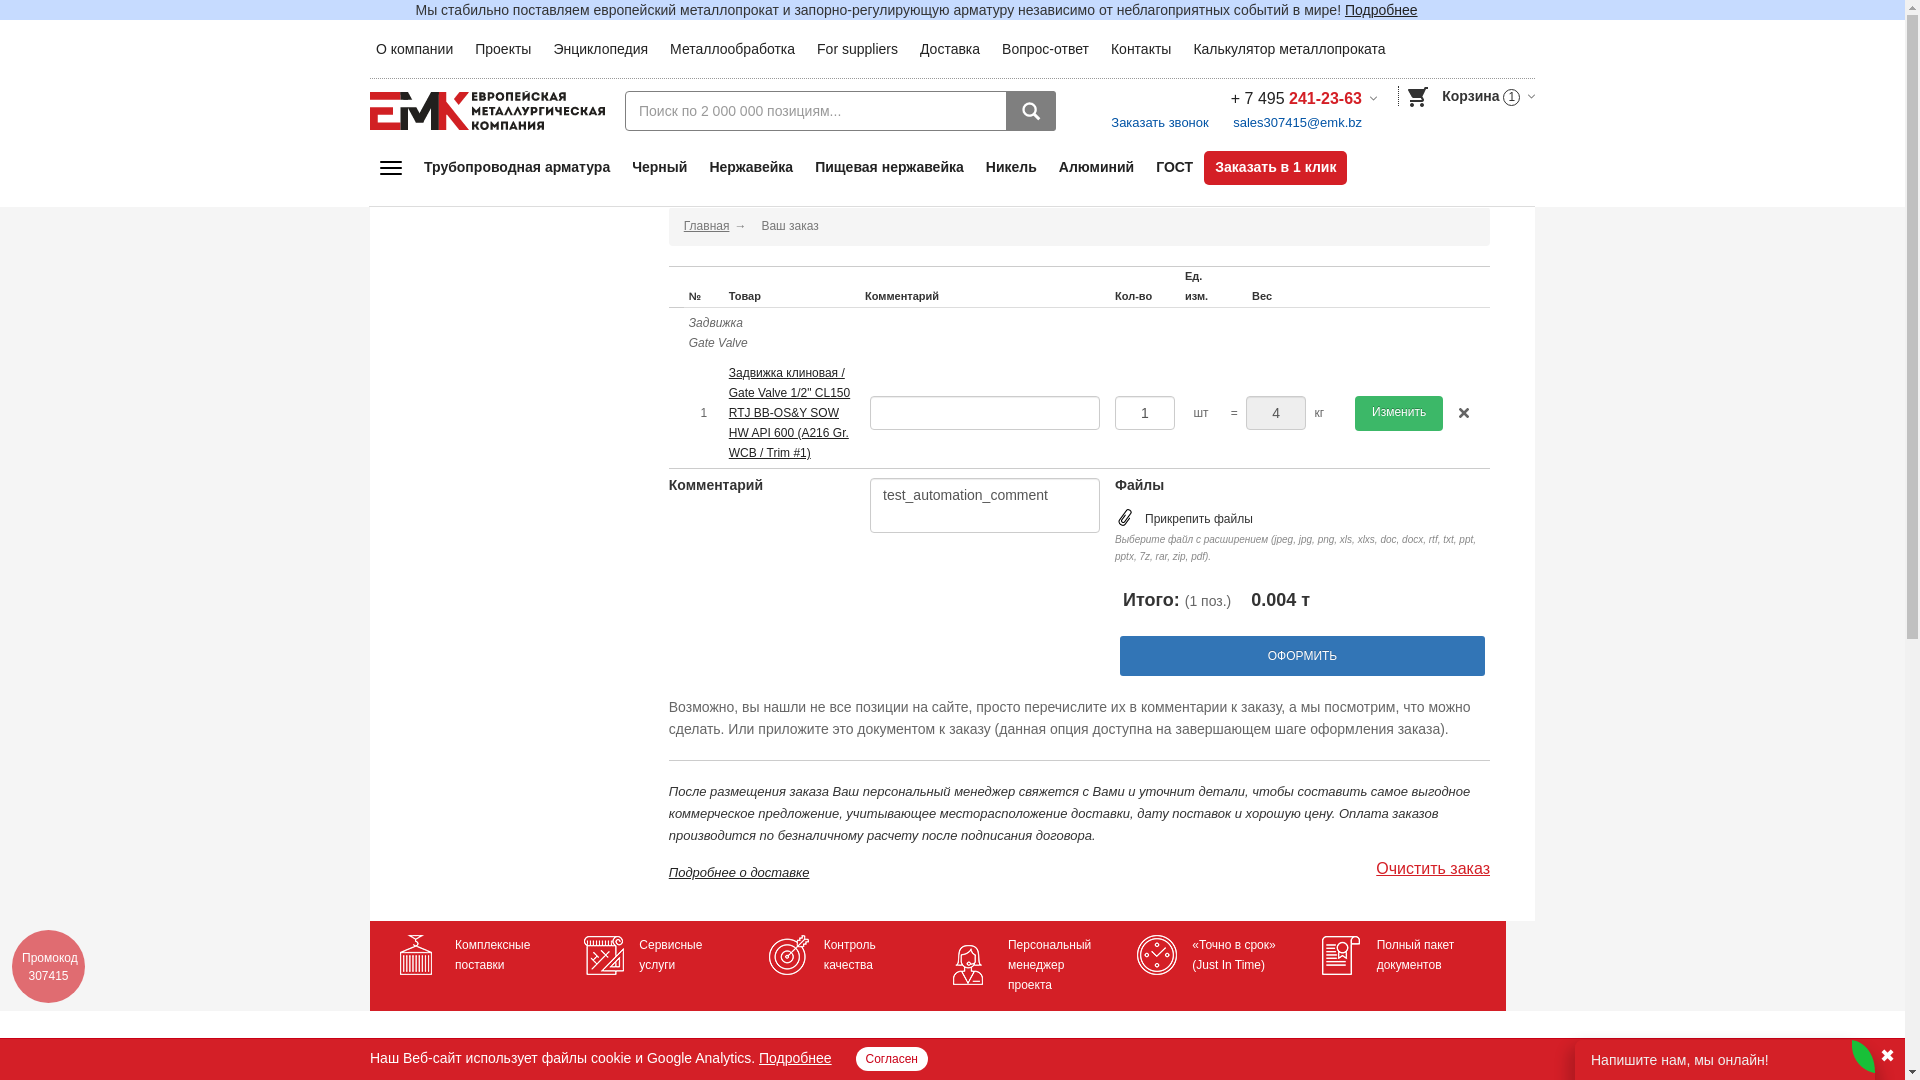 Мы стабильно поставляем европейский металлопрокат и запорно-регулирующую арматуру независимо от неблагоприятных событий в мире! Подробнее
О компании Проекты Энциклопедия Металлообработка For suppliers Доставка Вопрос-ответ Контакты Калькулятор металлопроката
ЕМК ЕВРОПЕЙСКАЯ
МЕТАЛЛУРГИЧЕСКАЯ
КОМПАНИЯ
Поиск по 2 000 000 позициям...
+ 7 495 241-23-63
Корзина 1
Заказать звонок sales307415@emk.bz
Трубопроводная арматура Черный Нержавейка Пищевая нержавейка Никель Алюминий ГОСТ Заказать в 1 клик
Главная → Ваш заказ
№ Товар Комментарий Кол-во Ед. изм. Вес
Задвижка
Gate Valve
Задвижка клиновая /
Gate Valve 1/2" CL150
1 RTJ BB-OS&Y SOW 1 шт = 4 кг Изменить
HW API 600 (A216 Gr.
WCB / Trim #1)
Комментарий test_automation_comment Файлы
Прикрепить файлы
Выберите файл с расширением (jpeg, jpg, png, xls, xlxs, doc, docx, rtf, txt, ppt,
pptx, 7z, rar, zip, pdf).
Итого: (1 поз.) 0.004 т
ОФОРМИТЬ
Возможно, вы нашли не все позиции на сайте, просто перечислите их в комментарии к заказу, а мы посмотрим, что можно
сделать. Или приложите это документом к заказу (данная опция доступна на завершающем шаге оформления заказа).
После размещения заказа Ваш персональный менеджер свяжется с Вами и уточнит детали, чтобы составить самое выгодное
коммерческое предложение, учитывающее месторасположение доставки, дату поставок и хорошую цену. Оплата заказов
производится по безналичному расчету после подписания договора.
Подробнее о доставке
Очистить заказ
Промокод
307415
Комплексные
поставки
Сервисные
услуги
Контроль
качества
Персональный
менеджер
проекта
«Точно в срок»
(Just In Time)
Полный пакет
документов
Наш Веб-сайт использует файлы cookie и Google Analytics. Подробнее Согласен
Напишите нам, мы онлайн!